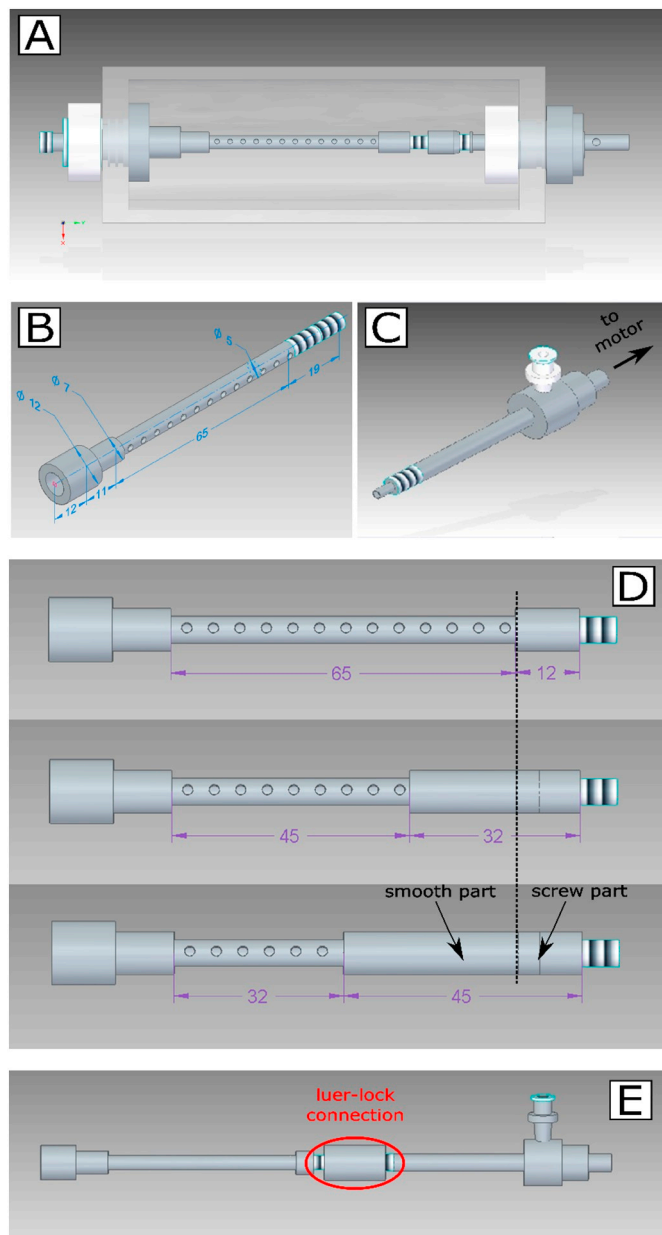 A
Y
X
B
C
to
motor
Ø 5
Ø 7
Ø 12
19
65
11
12
D
65
12
45
32
smooth part
screw part
32
45
luer-lock
connection
E